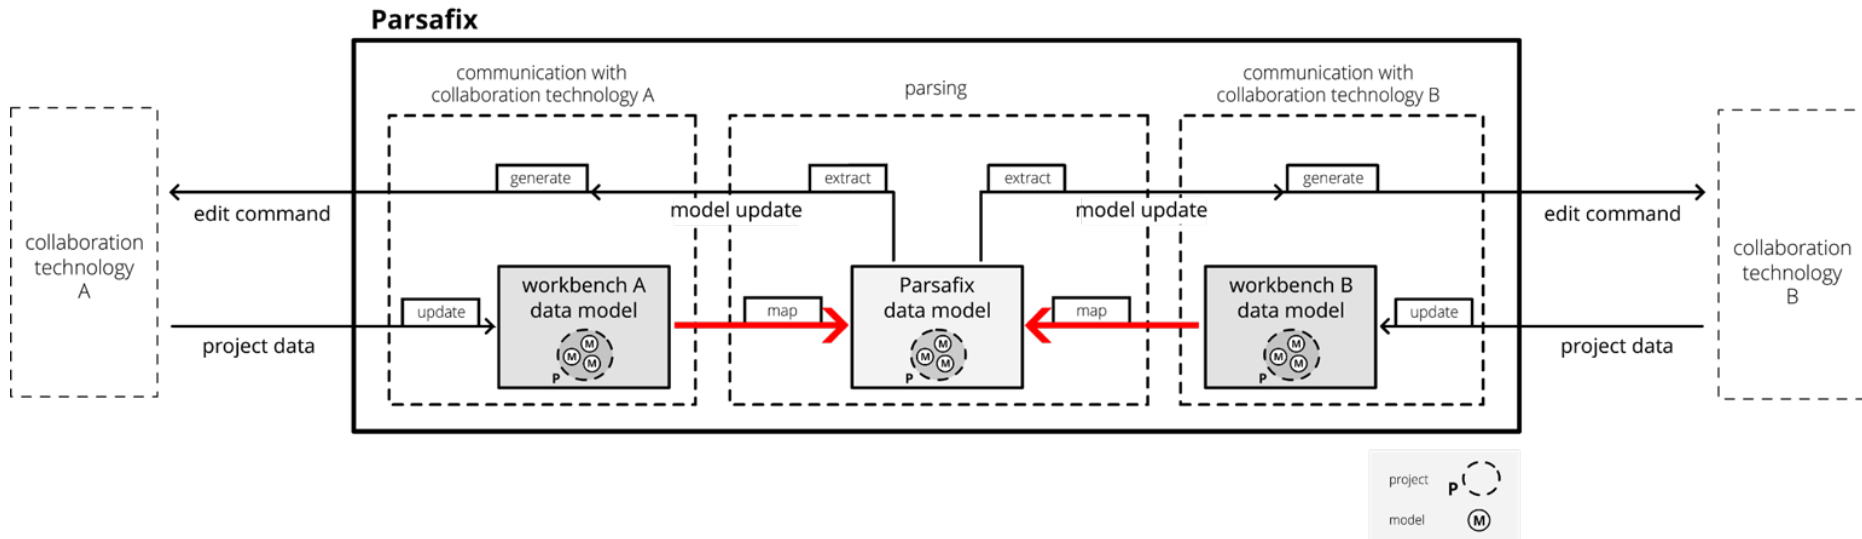 Parsafix
communication with
collaboration technology A
parsing
communication with
collaboration technology B
generate
extract
extract
generate
edit command
model update
model update
edit command
collaboration
technology
A
collaboration
technology
B
workbench A
data model
Parsafix
data model
workbench B
data model
update
map
map
update
project data
project data
M
M
M
P
M
M
M
P
M
M
M
P
project
P
model
M